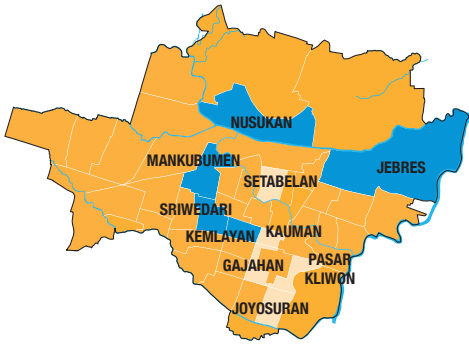 NUSUKAN
MANKUBUMEN
JEBRES
SETABELAN
SRIWEDARI
KAUMAN
KEMLAYAN
GAJAHAN
PASAR
KLIWON
JOYOSURAN